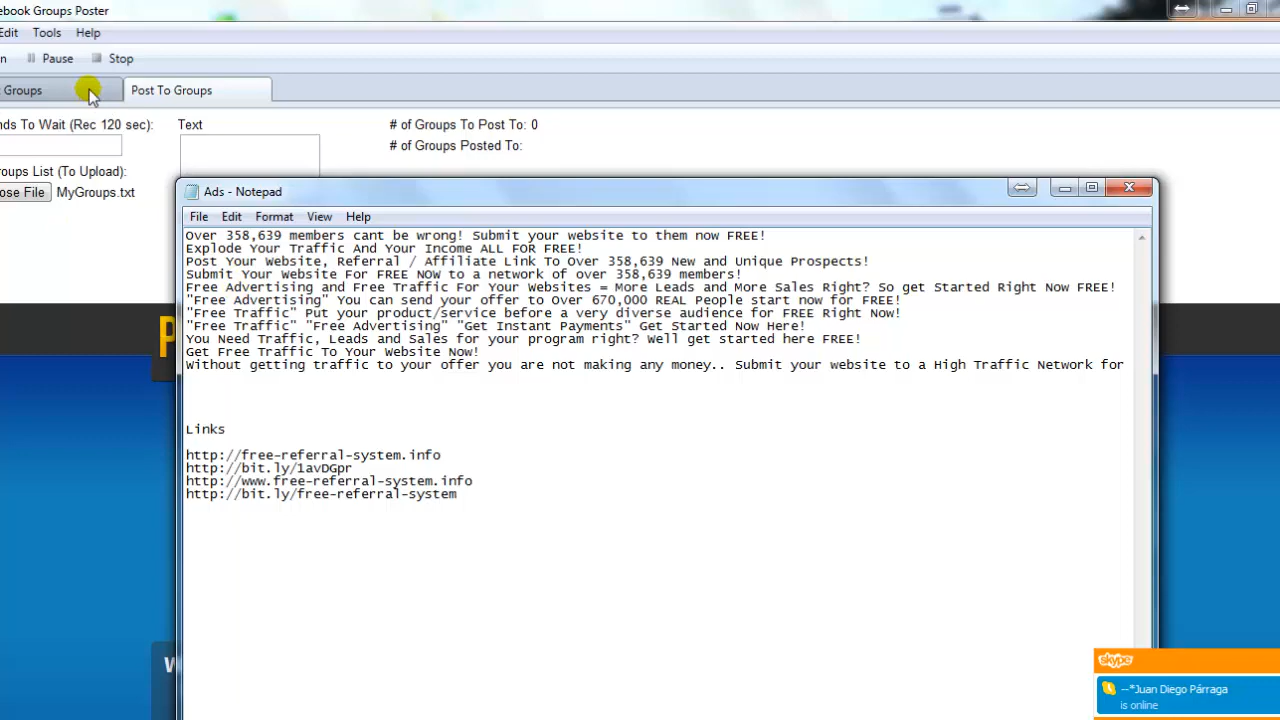 ebook Groups Poster
Edit Tools Help
n Pause Stop
Groups Post To Groups
nds To Wait (Rec 120 sec): Text # of Groups To Post To: 0
# of Groups Posted To:
roups List (To Upload):
ose File MyGroups.txt
Ads - Notepad
File Edit Format View Help
Over 358,639 members cant be wrong! Submit your website to them now FREE!
Explode Your Traffic And Your Income ALL FOR FREE!
Post Your Website, Referral / Affiliate Link To Over 358,639 New and Unique Prospects!
Submit Your Website For FREE NOW to a network of over 358,639 members!
Free Advertising and Free Traffic For Your Websites = More Leads and More Sales Right? So get Started Right Now FREE!
"Free Advertising" You can send your offer to Over 670,000 REAL People start now for FREE!
"Free Traffic" Put your product/service before a very diverse audience for FREE Right Now!
"Free Traffic" "Free Advertising" "Get Instant Payments" Get Started Now Here!
You Need Traffic, Leads and Sales for your program right? Well get started here FREE!
Get Free Traffic To Your Website Now!
Without getting traffic to your offer you are not making any money.. Submit your website to a High Traffic Network for
Links
http://free-referral-system.info
http://bit.ly/1avDGpr
http://www.free-referral-system.info
http://bit.ly/free-referral-system
P
W
skype
--*Juan Diego Párraga
is online